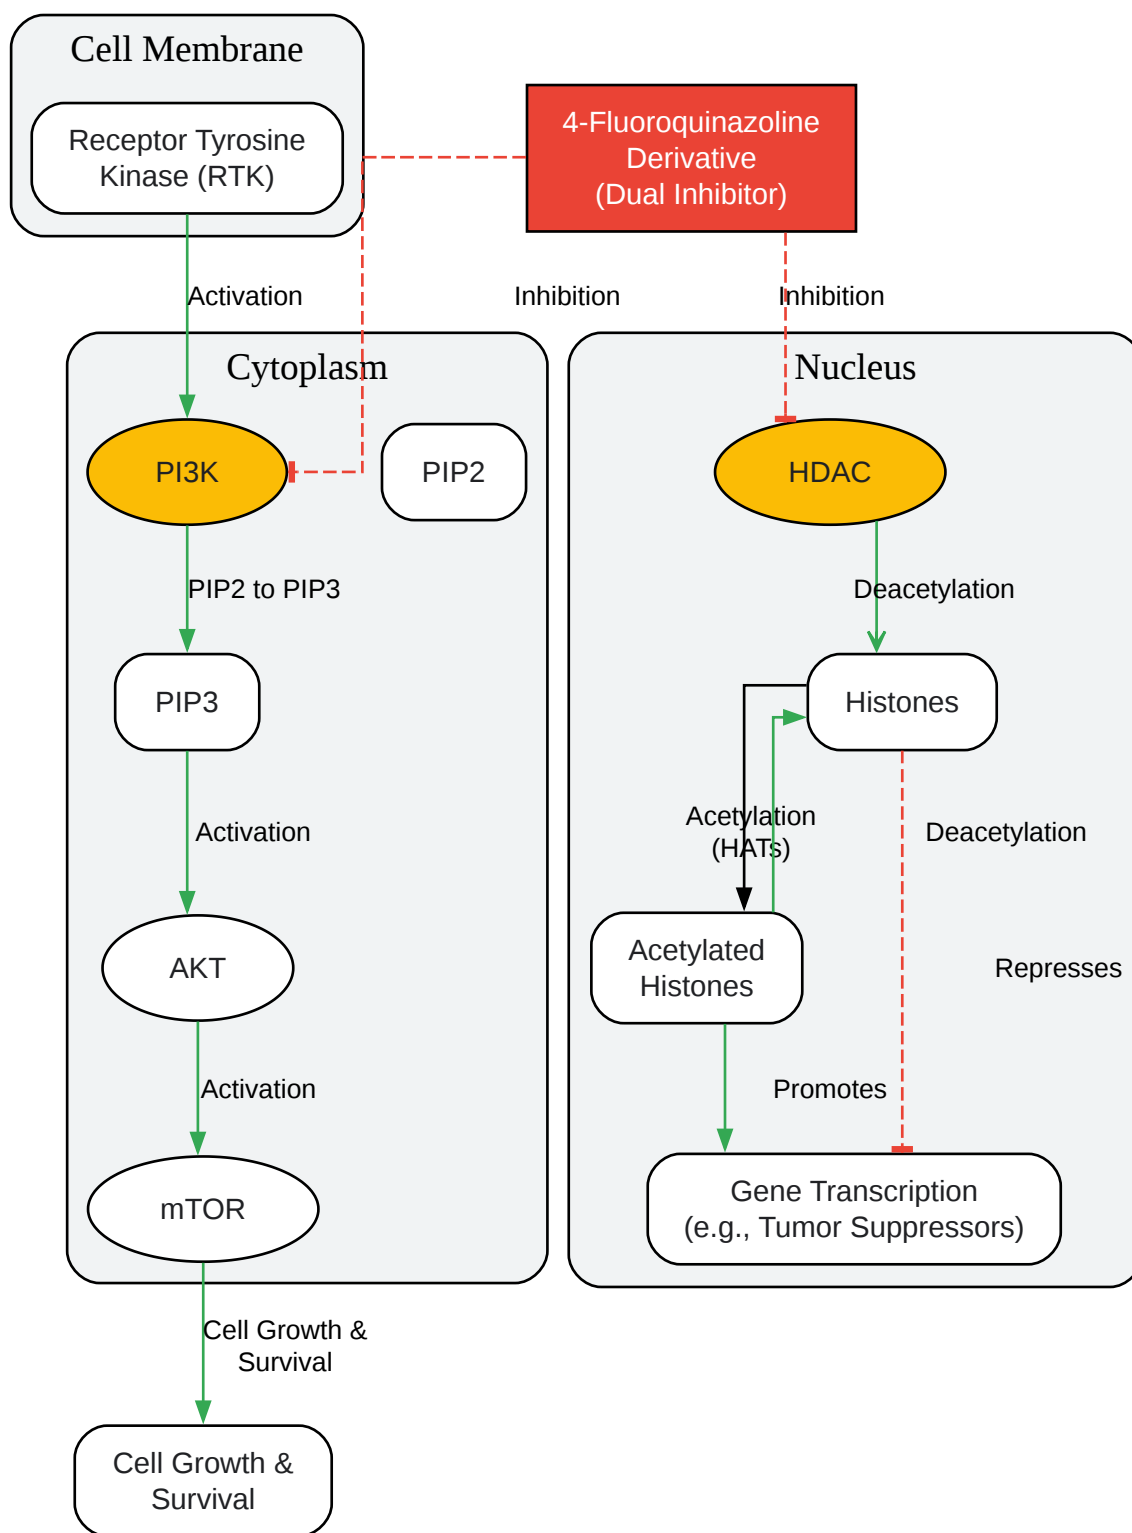 Cell Membrane
Receptor Tyrosine
Kinase (RTK)
4-Fluoroquinazoline
Derivative
(Dual Inhibitor)
Activation
Inhibition
Inhibition
Cytoplasm
Nucleus
PI3K
PIP2
HDAC
PIP2 to PIP3
Deacetylation
PIP3
Histones
Activation
Acetylation
(HATs)
Deacetylation
AKT
Acetylated
Histones
Represses
Activation
Promotes
mTOR
Gene Transcription
(e.g., Tumor Suppressors)
Cell Growth &
Survival
Cell Growth &
Survival